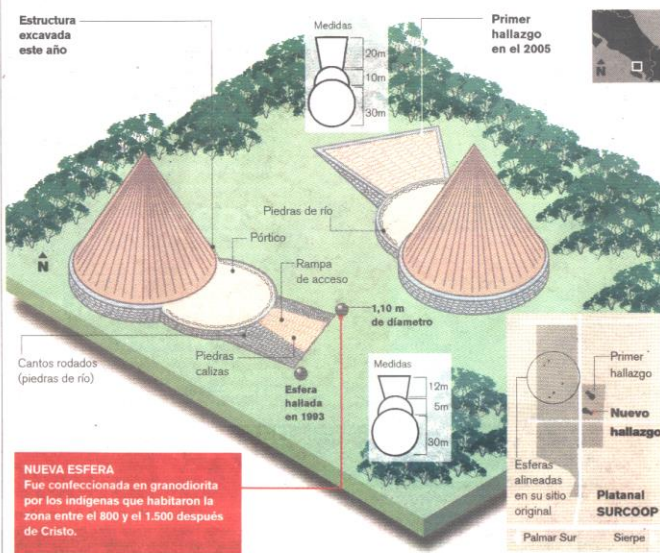 Estructura
excavada
este año
Medidas
20m
10m
30m
Primer
hallazgo
en el 2005
N
Piedras de río
Pórtico
N
Rampa
de acceso
1,10 m
de diámetro
Cantos rodados
(piedras de río)
Piedras
calizas
Esfera
hallada
en 1993
Medidas
12m
5m
30m
Primer
hallazgo
Nuevo
hallazgo
Esferas
alineadas
en su sitio
original
Platanal
SURCOOP
Palmar Sur
Sierpe
NUEVA ESFERA
Fue confeccionada en granodiorita
por los indígenas que habitaron la
zona entre el 800 y el 1.500 después
de Cristo.